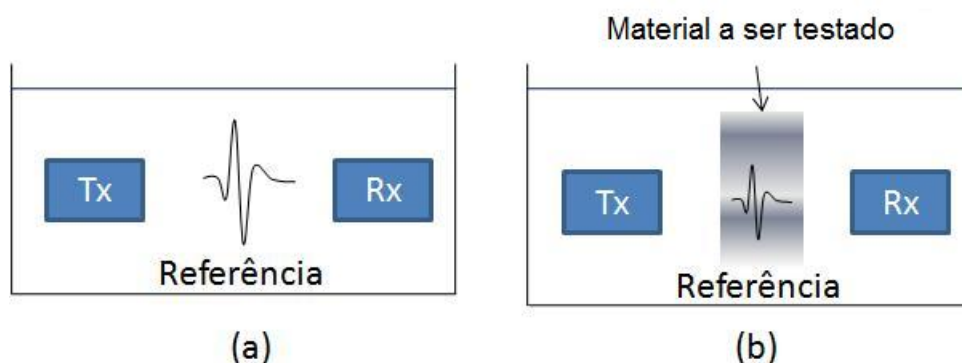 Tx
Rx
Referência
(a)
Material a ser testado
Tx
Rx
Referência
(b)